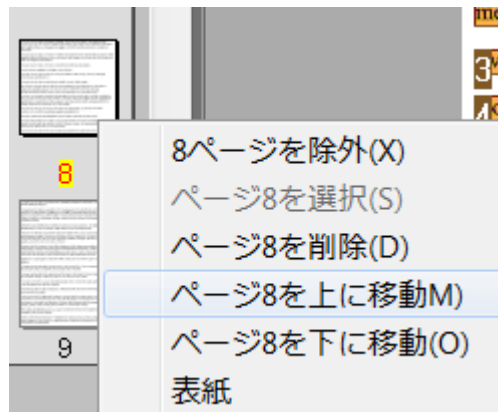 3
4
8
8ページを除外(X)
ページ8を選択(S)
ページ8を削除(D)
ページ8を上に移動M)
9
ページ8を下に移動(O)
表紙